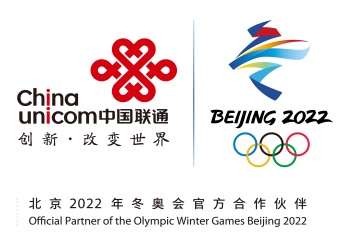 China
unicom中国联通
创新·改变世界
BEIJING 2022
北京2022年冬奥会官方合作伙伴
Official Partner of the Olympic Winter Games Beijing 2022